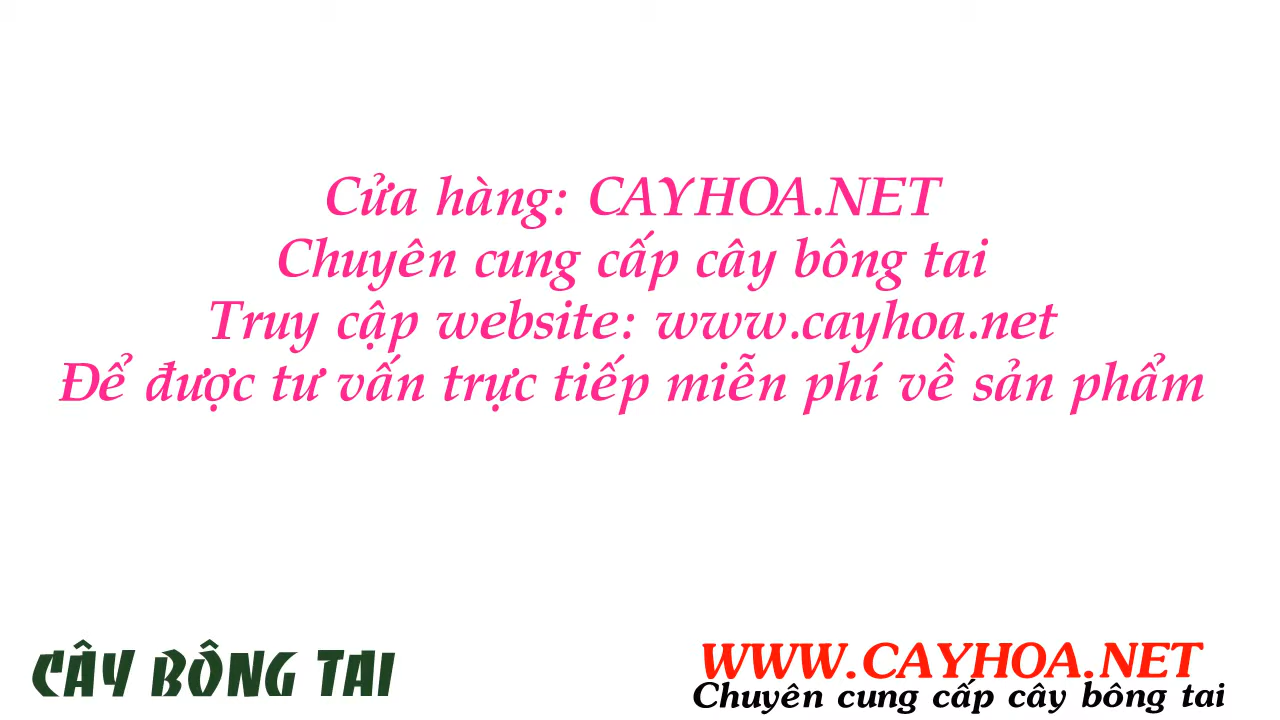 Cửa hàng: CAYHOA.NET
Chuyên cung cấp cây bông tai
Truy cập website: www.cayhoa.net
Để được tư vấn trực tiếp miễn phí về sản phẩm
CÂY BÔNG TAI
WWW.CAYHOA.NET
Chuyên cung cấp cây bông tai